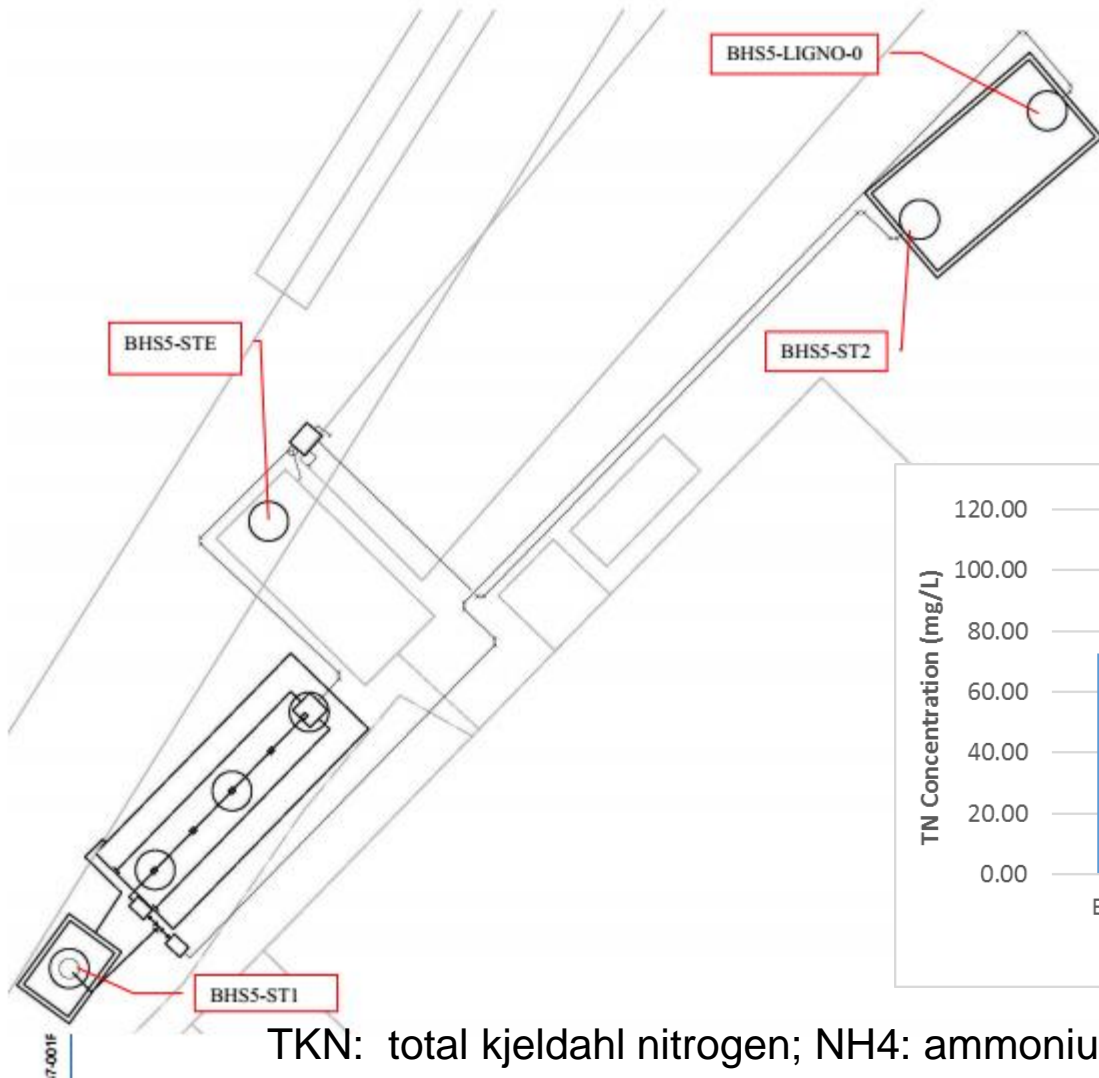 BHS5-LIGNO-0
BHS5-STE
BHS5-ST2
120.00
100.00
80.00
60.00
40.00
20.00
0.00
TN Concentration (mg/L)
BHS5-ST1
TKN: total kjeldahl nitrogen; NH4: ammoniu